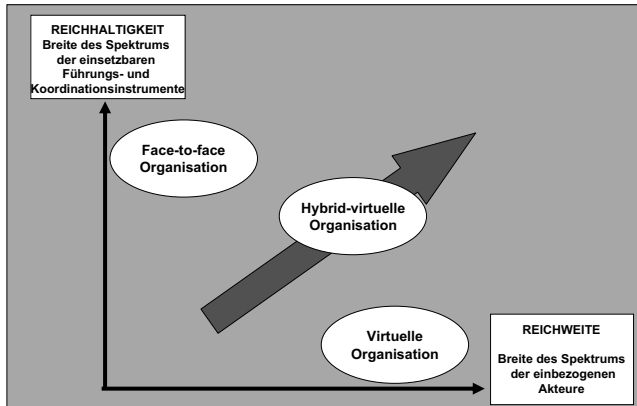 REICHHALTIGKEIT
Breite des Spektrums
der einsetzbaren
Führungs- und
Koordinationsinstrumente
Face-to-face
Organisation
Hybrid-virtuelle
Organisation
Virtuelle
Organisation
REICHWEITE
Breite des Spektrums
der einbezogenen
Akteure